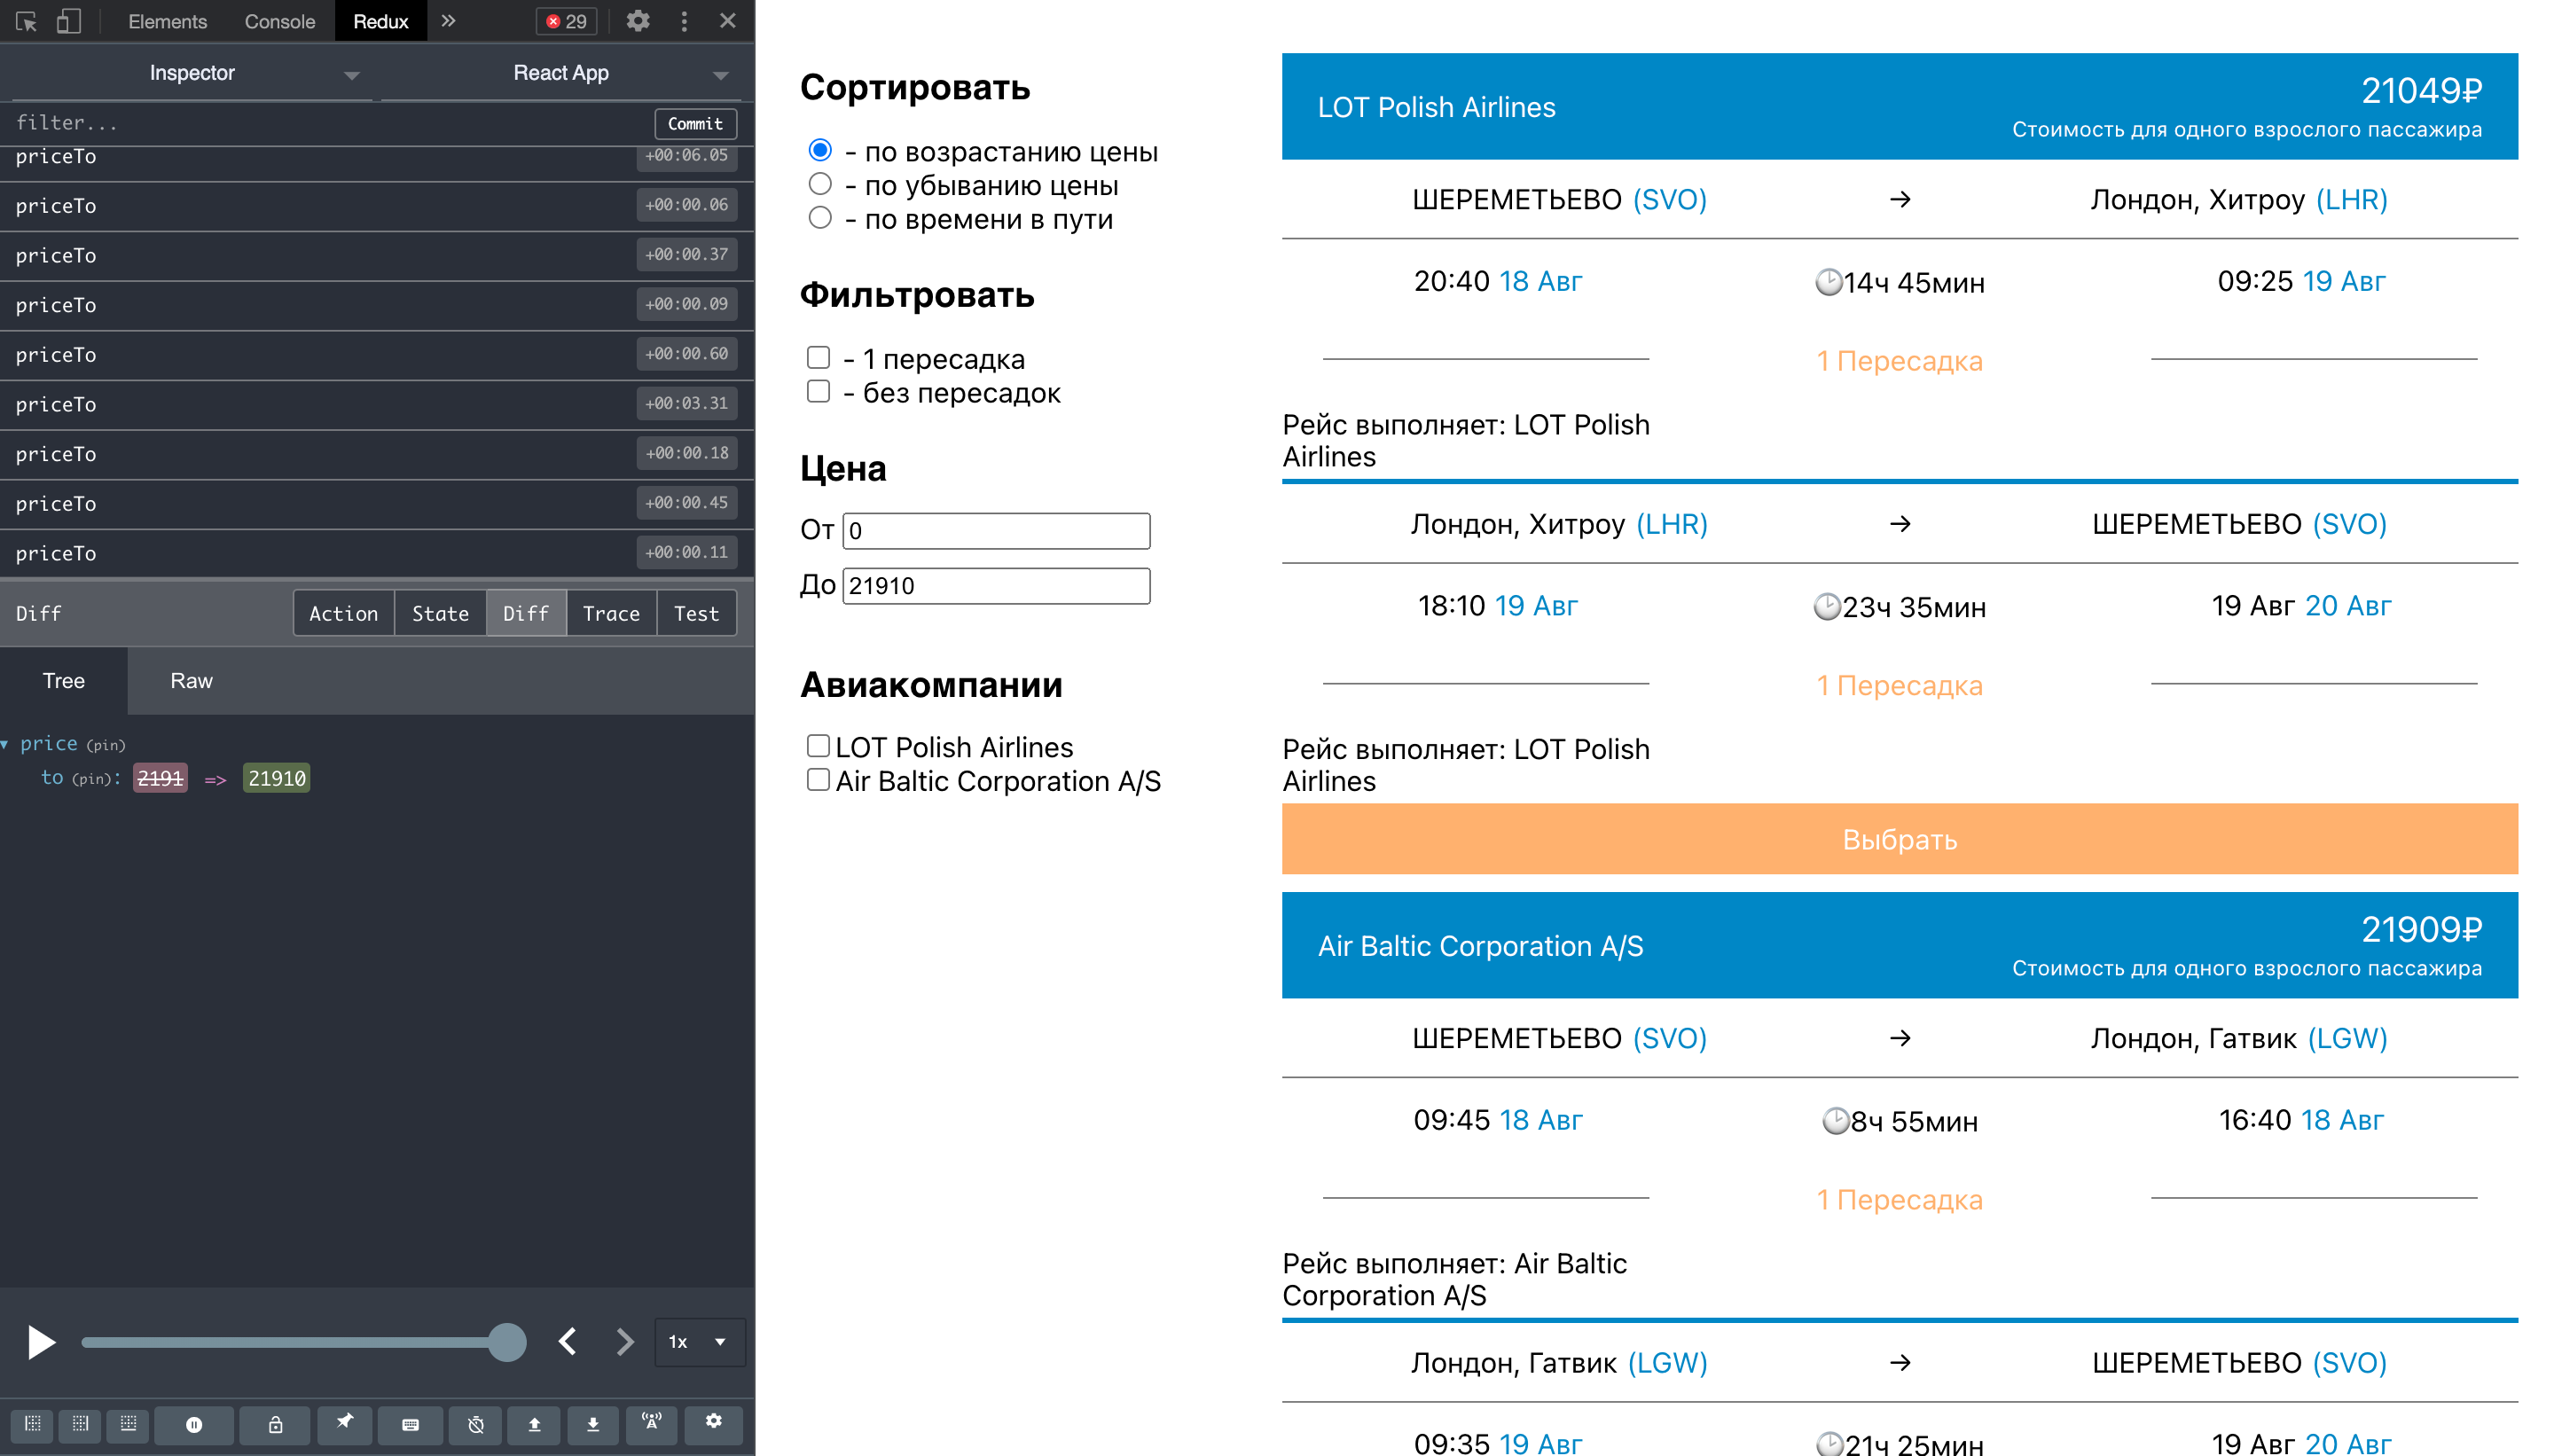 Elements Console Redux » 29
Inspector React App
filter... Commit
priceTo +00:06.05
priceTo +00:00.06
priceTo +00:00.37
priceTo +00:00.09
priceTo +00:00.60
priceTo +00:03.31
priceTo +00:00.18
priceTo +00:00.45
priceTo +00:00.11
Diff Action State Diff Trace Test
Tree Raw
price (pin)
to (pin): 2191 => 21910
1x
Сортировать
- по возрастанию цены
- по убыванию цены
- по времени в пути
Фильтровать
- 1 пересадка
- без пересадок
Цена
От 0
До 21910
Авиакомпании
LOT Polish Airlines
Air Baltic Corporation A/S
LOT Polish Airlines 21049₽
Стоимость для одного взрослого пассажира
ШЕРЕМЕТЬЕВО (SVO) → Лондон, Хитроу (LHR)
20:40 18 Авг 14ч 45мин 09:25 19 Авг
1 Пересадка
Рейс выполняет: LOT Polish
Airlines
Лондон, Хитроу (LHR) → ШЕРЕМЕТЬЕВО (SVO)
18:10 19 Авг 23ч 35мин 19 Авг 20 Авг
1 Пересадка
Рейс выполняет: LOT Polish
Airlines
Выбрать
Air Baltic Corporation A/S 21909₽
Стоимость для одного взрослого пассажира
ШЕРЕМЕТЬЕВО (SVO) → Лондон, Гатвик (LGW)
09:45 18 Авг 8ч 55мин 16:40 18 Авг
1 Пересадка
Рейс выполняет: Air Baltic
Corporation A/S
Лондон, Гатвик (LGW) → ШЕРЕМЕТЬЕВО (SVO)
09:35 19 Авг 21ч 25мин 19 Авг 20 Авг